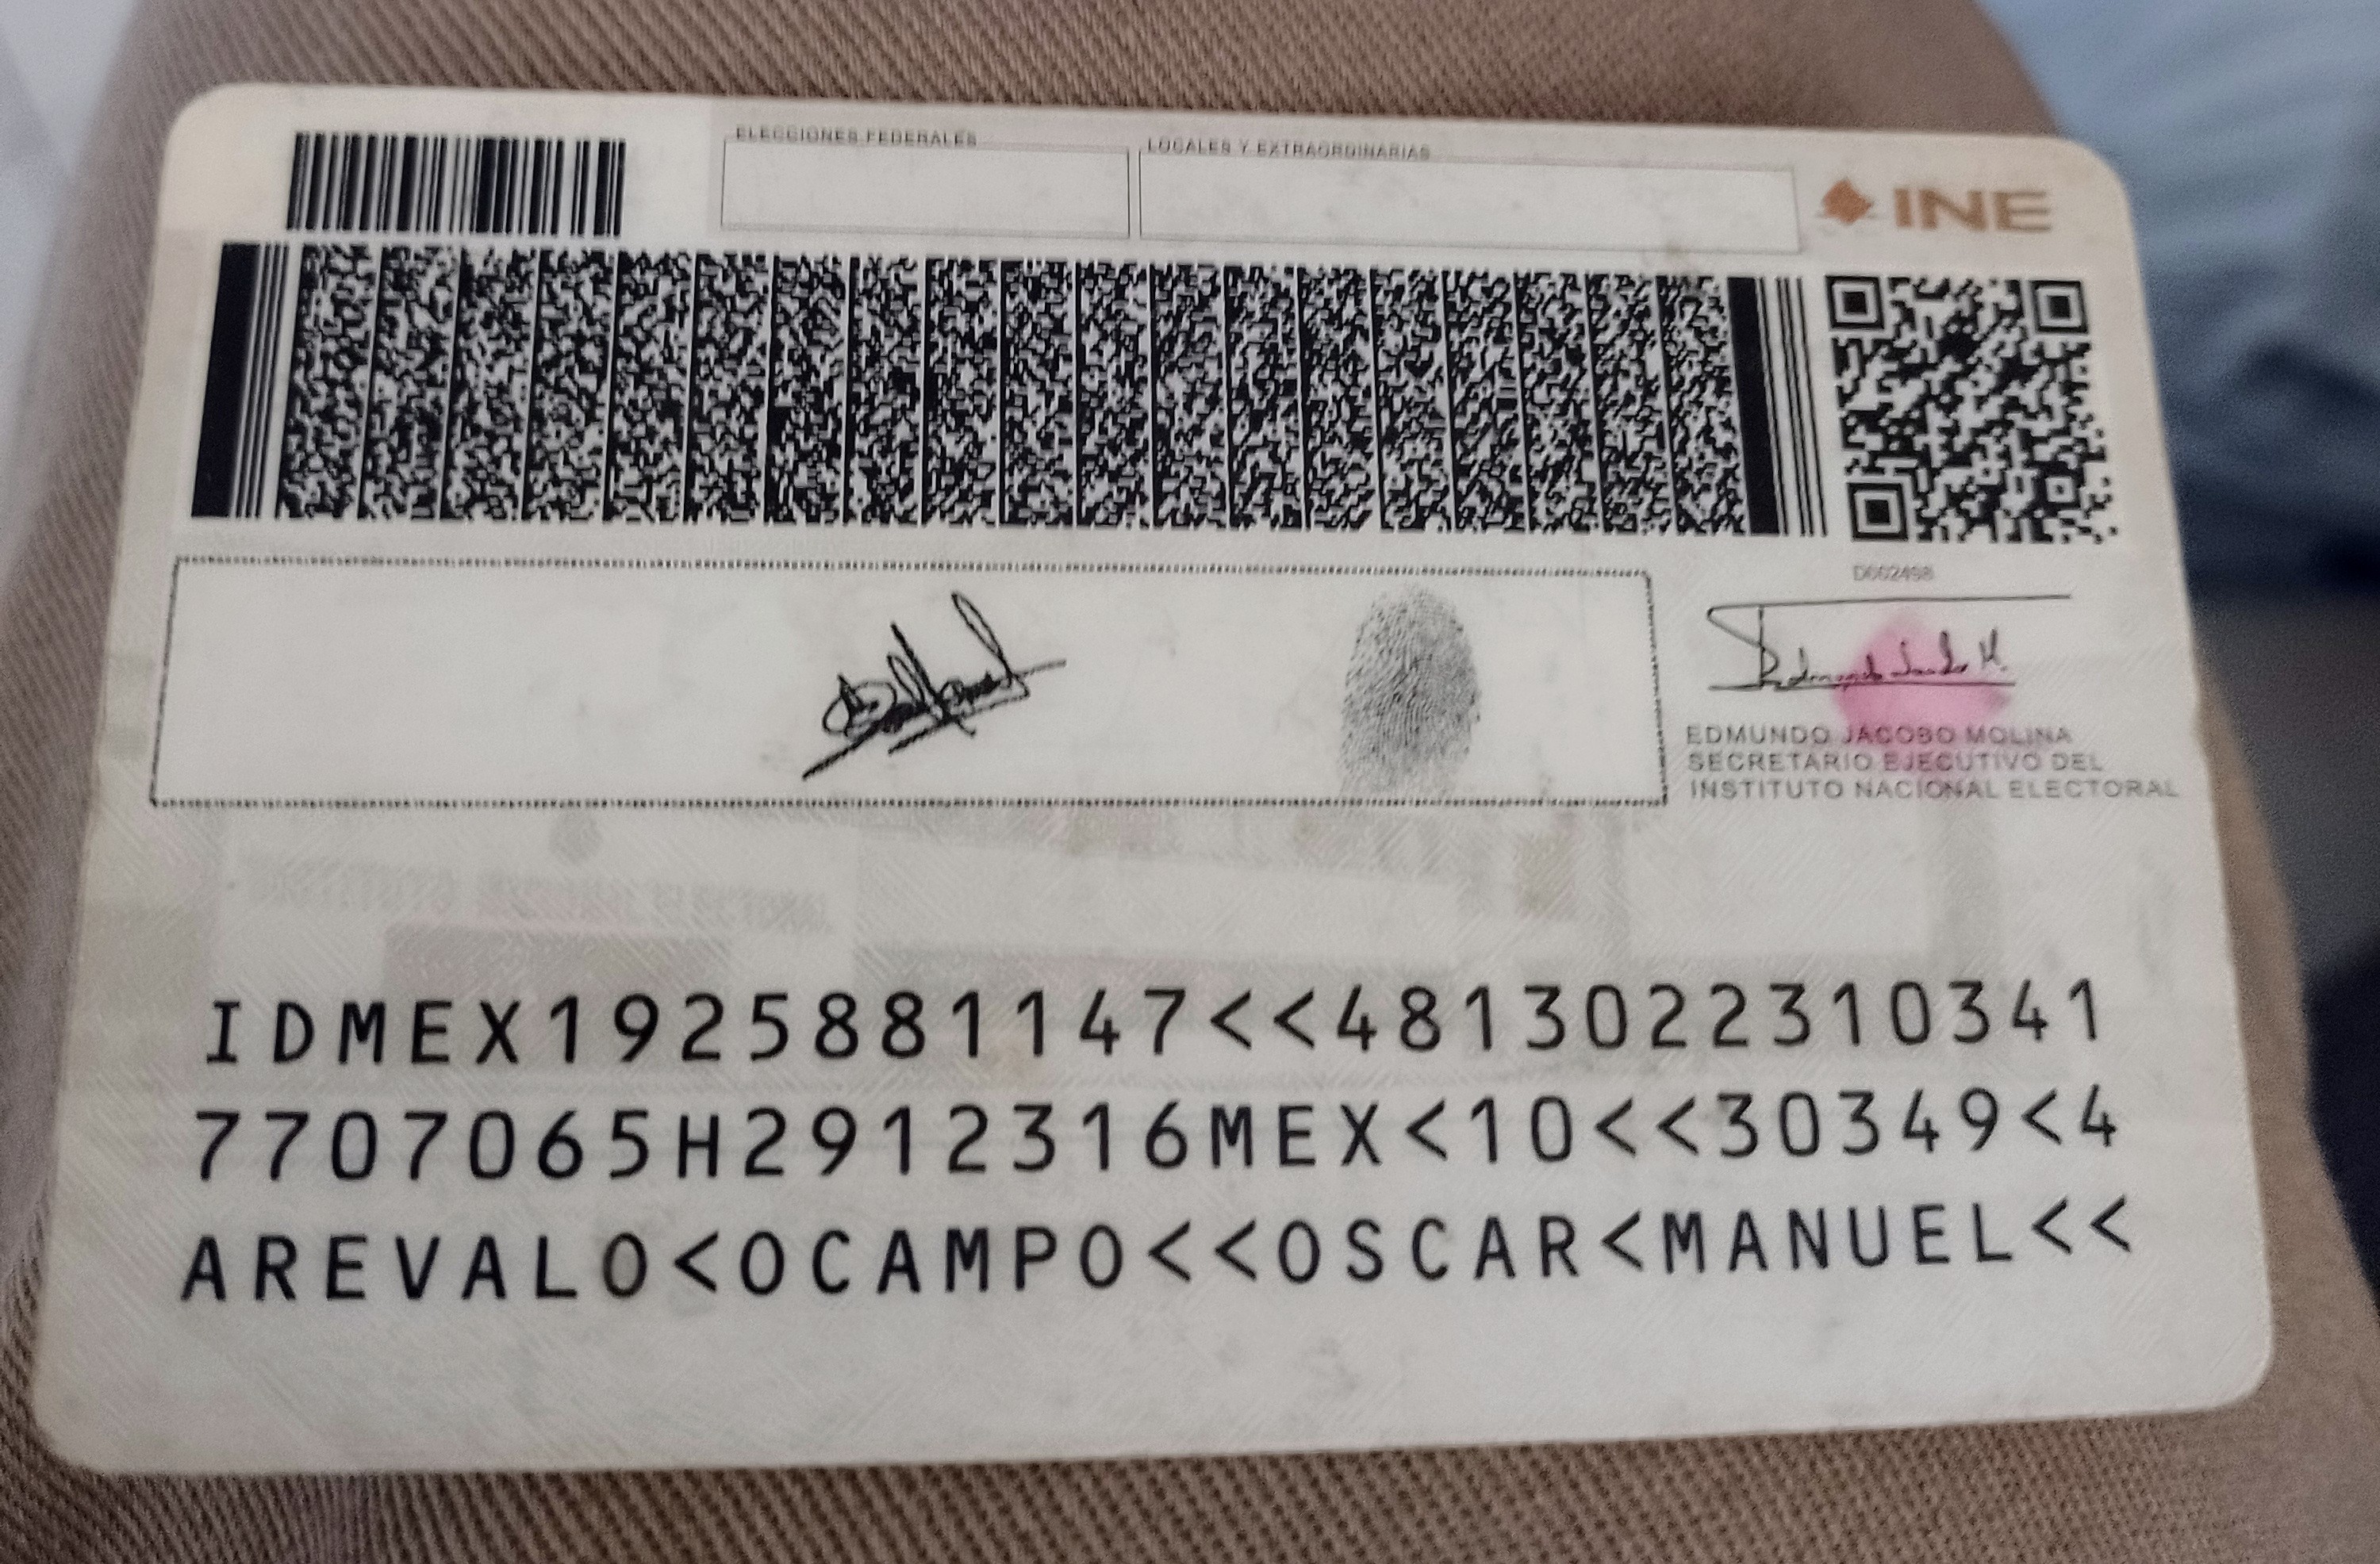 ELECCIONES FEDERALES
LOCALES Y EXTRAORDINARIAS
INE
D002498
EDMUNDO JACOBO MOLINA
SECRETARIO EJECUTIVO DEL
INSTITUTO NACIONAL ELECTORAL
IDMEX1925881147<<4813022310341
7707065H2912316MEX<10<<30349<4
AREVALO<OCAMPO<<OSCAR<MANUEL<<